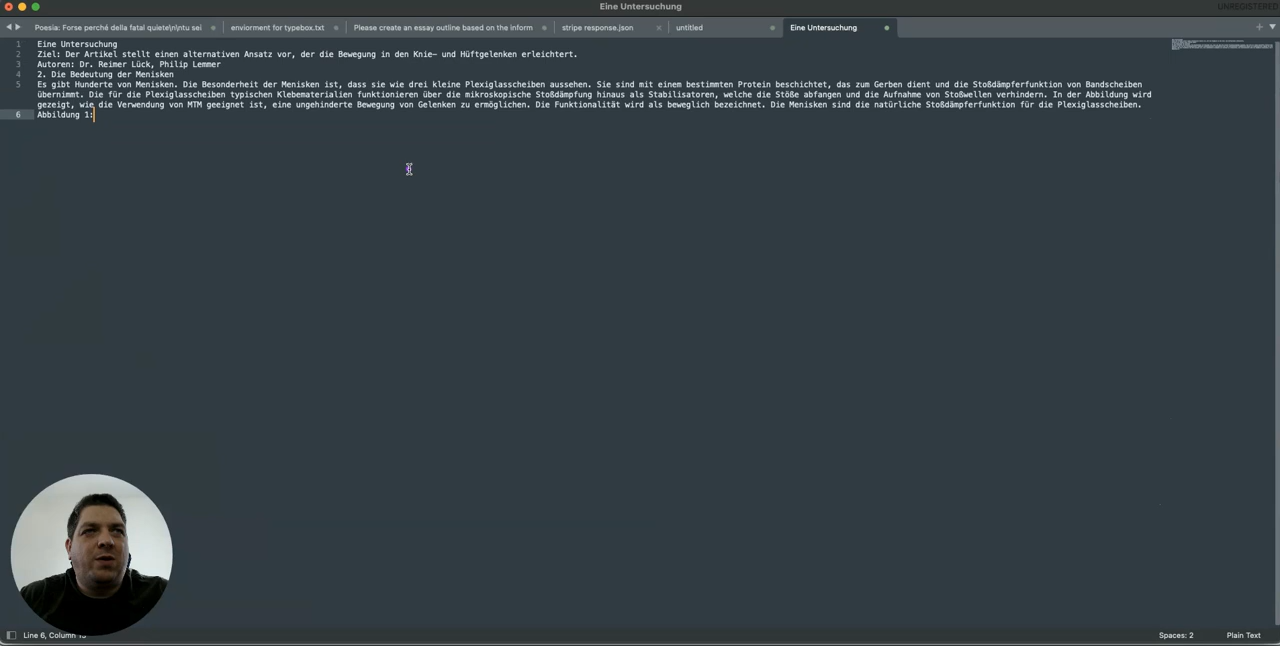 Eine Untersuchung
UNREGISTERED
Poesia: Forse perché della fatal quiete\n\ntu sei
enviorment for typebox.txt
Please create an essay outline based on the inform
stripe response.json
untitled
Eine Untersuchung
1 Eine Untersuchung
2 Ziel: Der Artikel stellt einen alternativen Ansatz vor, der die Bewegung in den Knie- und Hüftgelenken erleichtert.
3 Autoren: Dr. Reimer Lück, Philip Lemmer
4 2. Die Bedeutung der Menisken
5 Es gibt Hunderte von Menisken. Die Besonderheit der Menisken ist, dass sie wie drei kleine Plexiglasscheiben aussehen. Sie sind mit einem bestimmten Protein beschichtet, das zum Gerben dient und die Stoßdämpferfunktion von Bandscheiben
übernimmt. Die für die Plexiglasscheiben typischen Klebematerialien funktionieren über die mikroskopische Stoßdämpfung hinaus als Stabilisatoren, welche die Stöße abfangen und die Aufnahme von Stoßwellen verhindern. In der Abbildung wird
gezeigt, wie die Verwendung von MTM geeignet ist, eine ungehinderte Bewegung von Gelenken zu ermöglichen. Die Funktionalität wird als beweglich bezeichnet. Die Menisken sind die natürliche Stoßdämpferfunktion für die Plexiglasscheiben.
6 Abbildung 1:
Line 6, Column
Spaces: 2
Plain Text